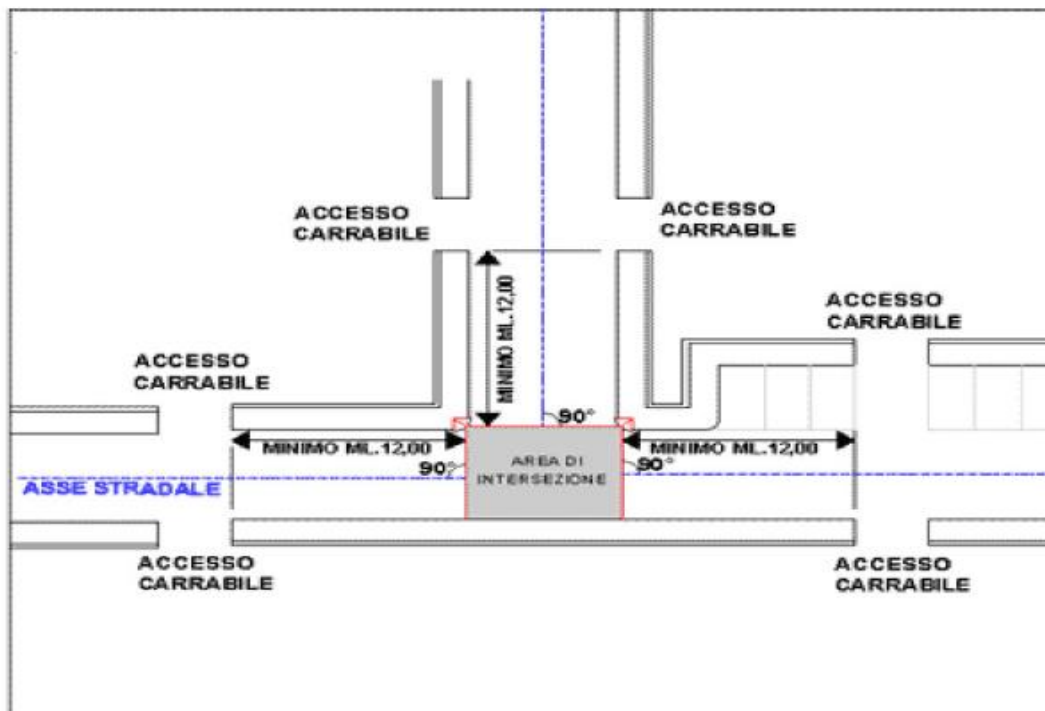 ACCESSO
CARRABILE
ACCESSO
CARRABILE
MINIMO ML.12,00
ACCESSO
CARRABILE
ACCESSO
CARRABILE
90°
MINIMO ML.12,00
MINIMO ML.12,00
90°
90°
AREA DI
INTERSEZIONE
ASSE STRADALE
ACCESSO
CARRABILE
ACCESSO
CARRABILE